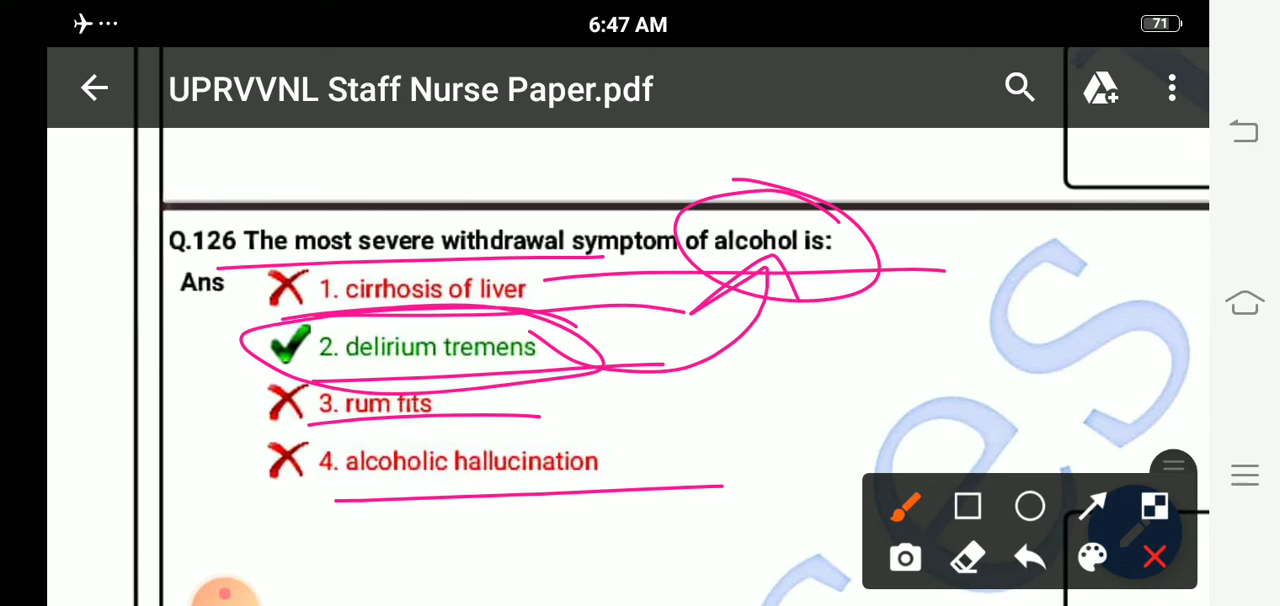 6:47 AM
71
UPRVVNL Staff Nurse Paper.pdf
Q.126 The most severe withdrawal symptom of alcohol is:
Ans 1. cirrhosis of liver
2. delirium tremens
3. rum fits
4. alcoholic hallucination